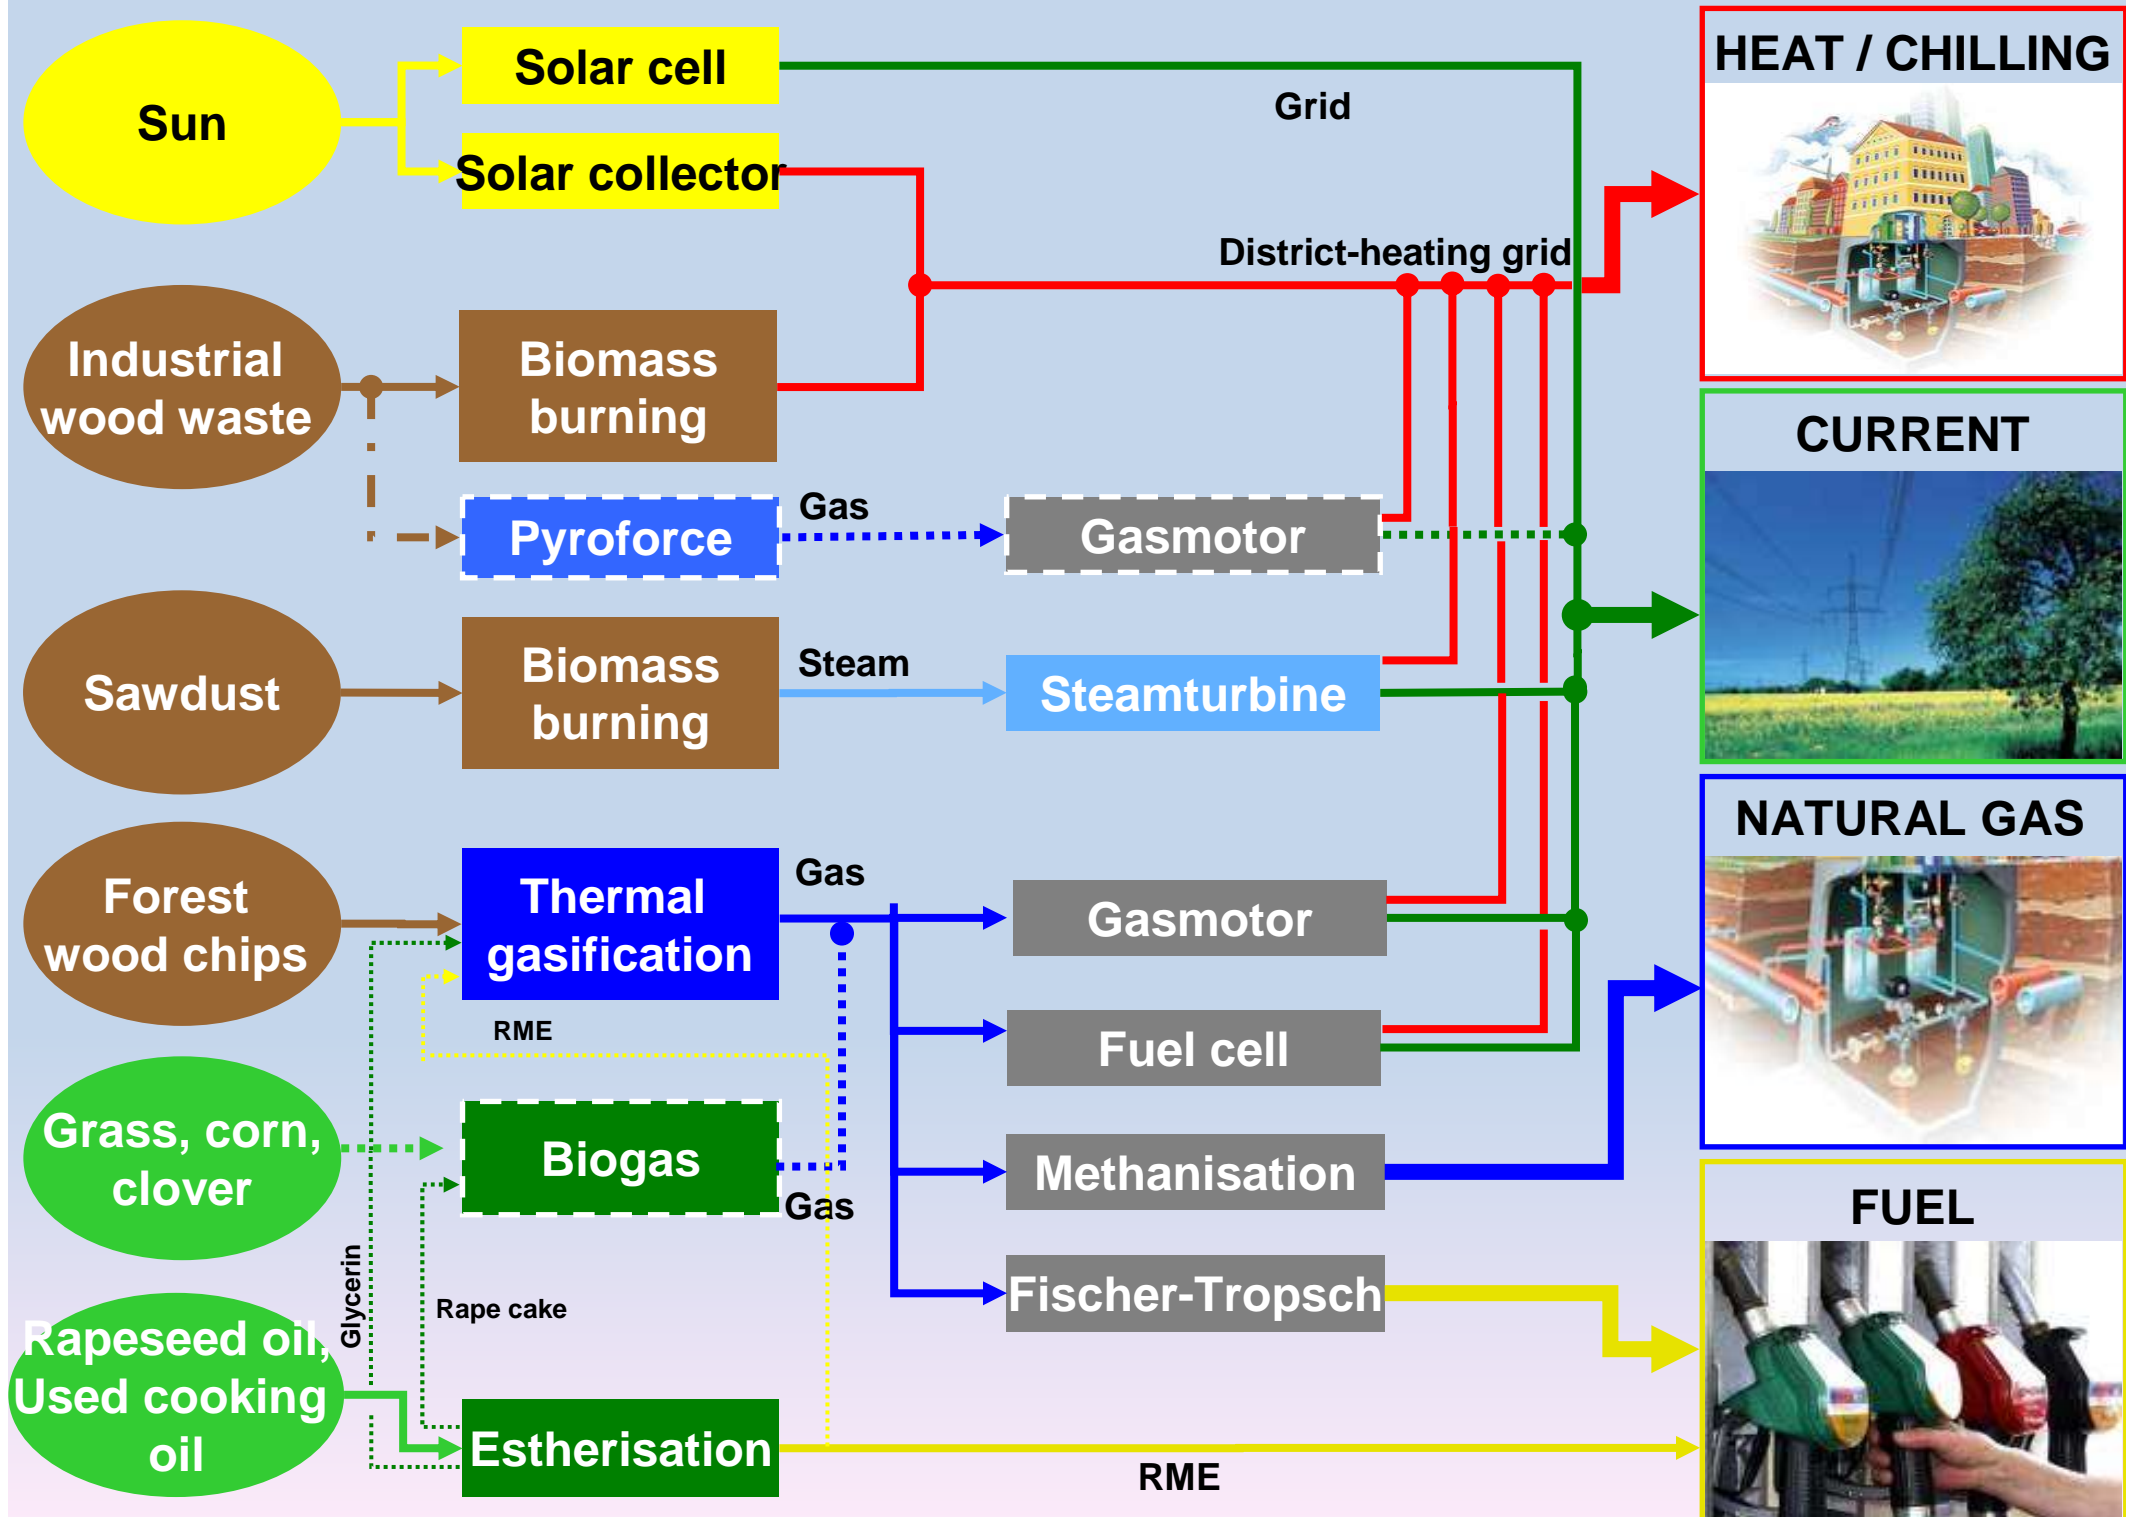 Sun
Solar cell
Solar collector
Grid
HEAT / CHILLING
District-heating grid
Industrial
wood waste
Biomass
burning
CURRENT
Pyroforce
Gas
Gasmotor
Sawdust
Biomass
burning
Steam
Steamturbine
NATURAL GAS
Forest
wood chips
Thermal
gasification
Gas
Gasmotor
RME
Fuel cell
Grass, corn,
clover
Biogas
Gas
Methanisation
FUEL
Glycerin
Rape cake
Fischer-Tropsch
Rapeseed oil,
Used cooking
oil
Estherisation
RME